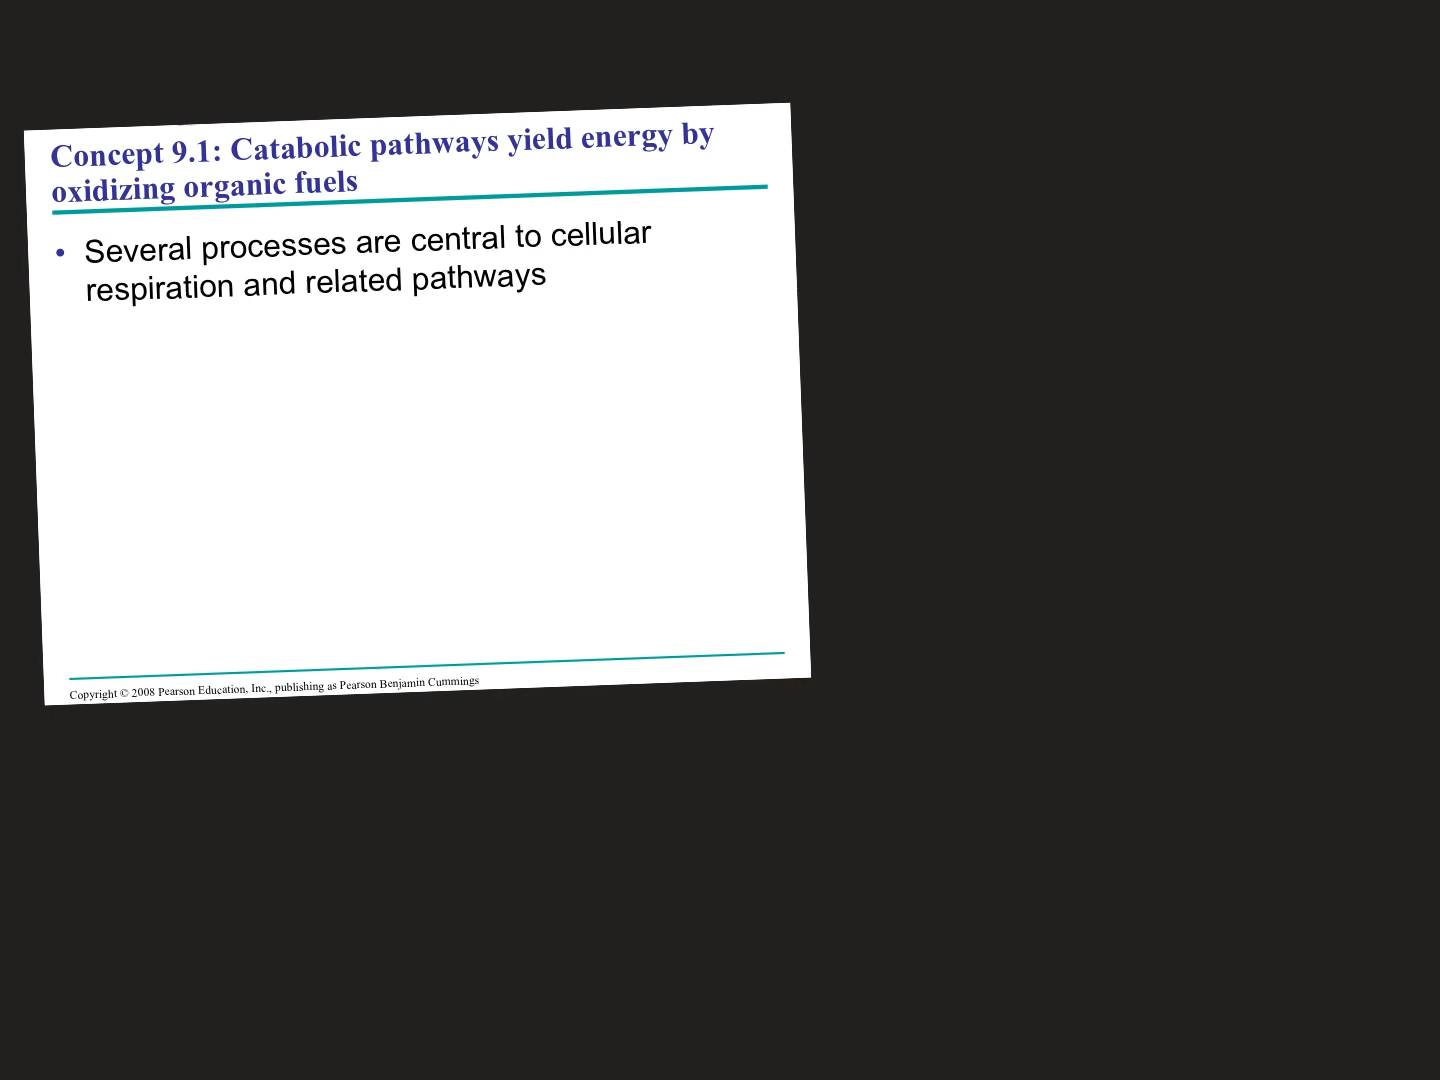 Concept 9.1: Catabolic pathways yield energy by
oxidizing organic fuels
• Several processes are central to cellular
respiration and related pathways
Copyright © 2008 Pearson Education, Inc., publishing as Pearson Benjamin Cummings